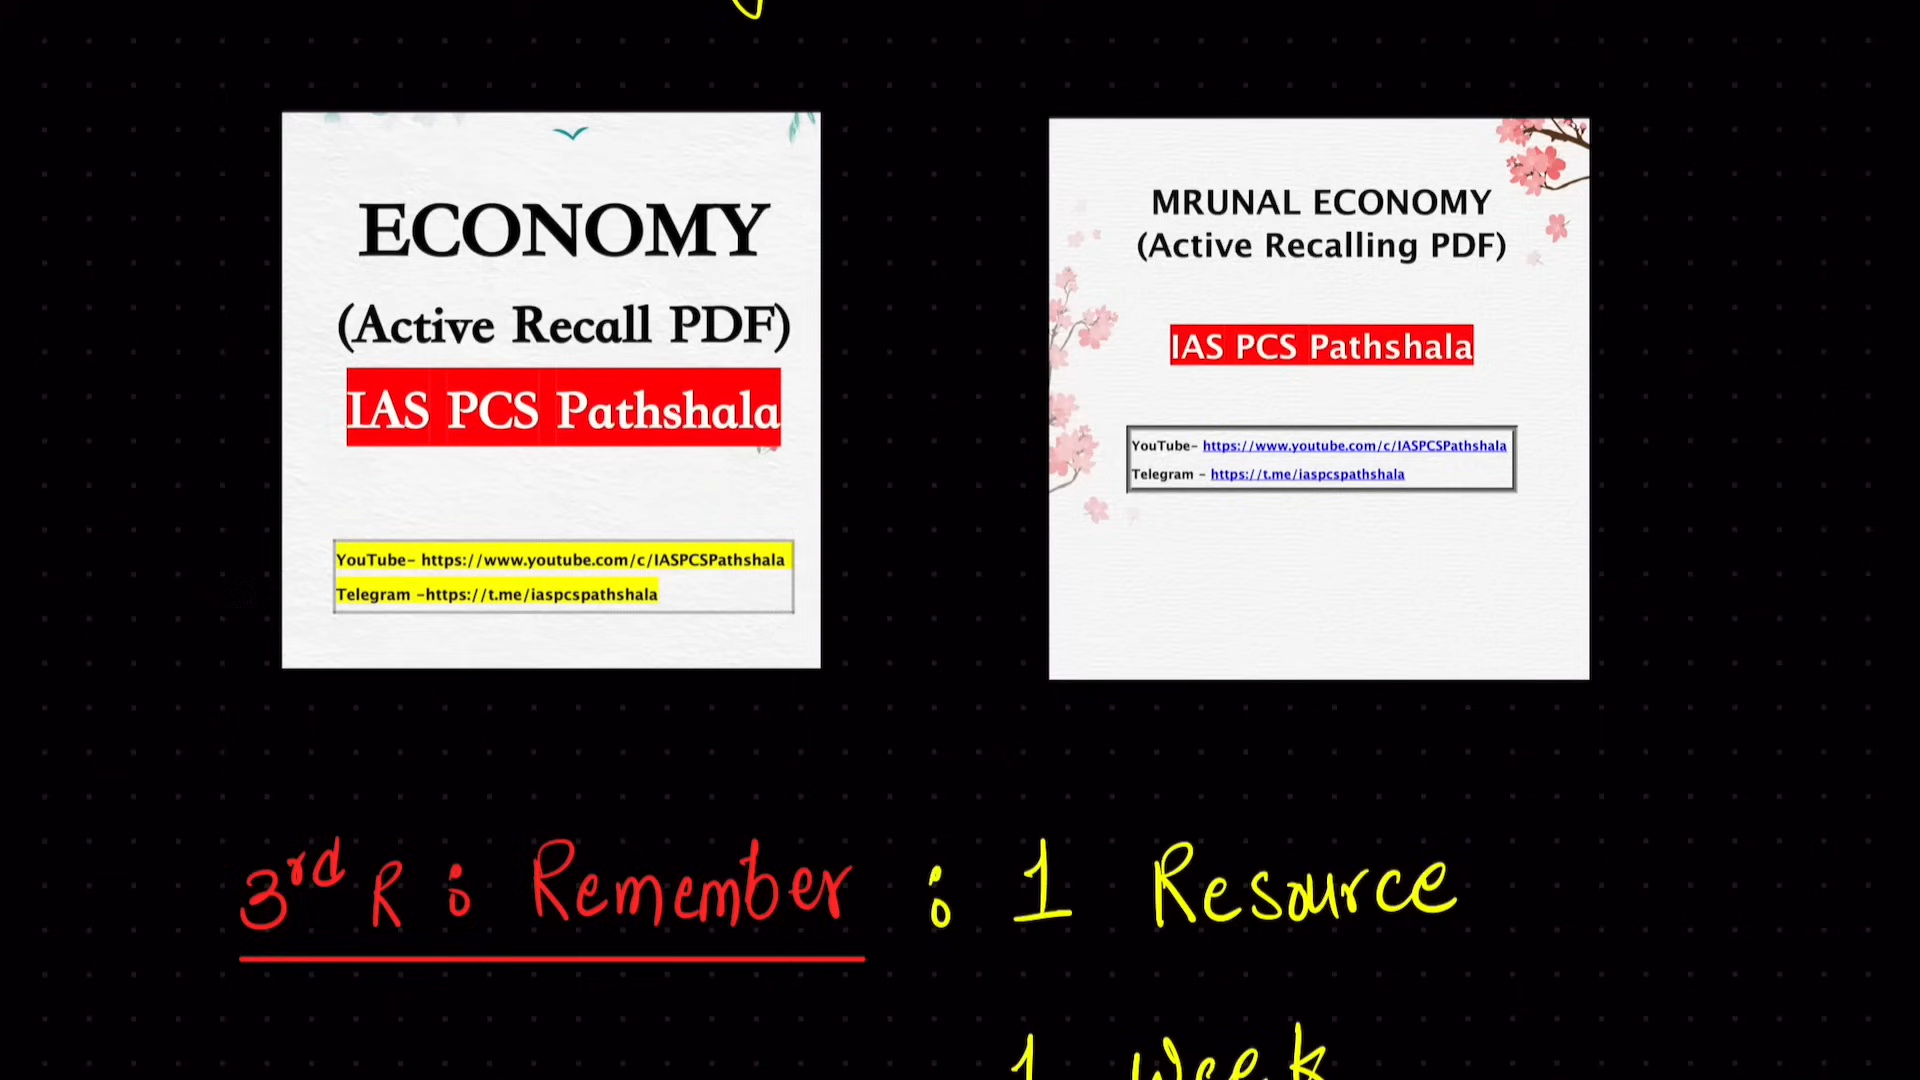 ECONOMY
(Active Recall PDF)
IAS PCS Pathshala
YouTube- https://www.youtube.com/c/IASPCSPathshala
Telegram -https://t.me/iaspcspathshala
MRUNAL ECONOMY
(Active Recalling PDF)
IAS PCS Pathshala
YouTube- https://www.youtube.com/c/IASPCSPathshala
Telegram - https://t.me/iaspcspathshala
3rd R : Remember : 1 Resource
1 Week